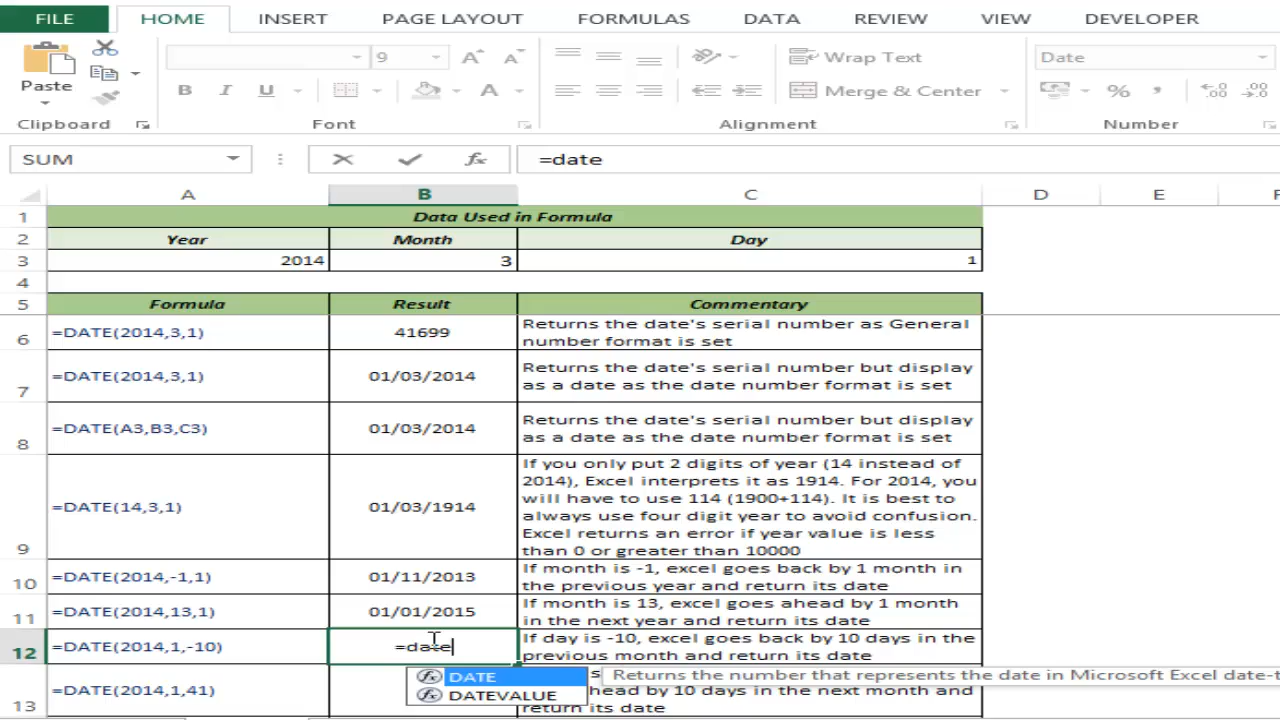 FILE HOME INSERT PAGE LAYOUT FORMULAS DATA REVIEW VIEW DEVELOPER
9 A A Wrap Text Date
Paste B I U A Merge & Center % , .00 .00
Clipboard Font Alignment Number
SUM fx =date
A B C D E
1 Data Used in Formula
2 Year Month Day
3 2014 3 1
4
5 Formula Result Commentary
6 =DATE(2014,3,1) 41699 Returns the date's serial number as General
number format is set
7 =DATE(2014,3,1) 01/03/2014 Returns the date's serial number but display
as a date as the date number format is set
8 =DATE(A3,B3,C3) 01/03/2014 Returns the date's serial number but display
as a date as the date number format is set
9 =DATE(14,3,1) 01/03/1914 If you only put 2 digits of year (14 instead of
2014), Excel interprets it as 1914. For 2014, you
will have to use 114 (1900+114). It is best to
always use four digit year to avoid confusion.
Excel returns an error if year value is less
than 0 or greater than 10000
10 =DATE(2014,-1,1) 01/11/2013 If month is -1, excel goes back by 1 month in
the previous year and return its date
11 =DATE(2014,13,1) 01/01/2015 If month is 13, excel goes ahead by 1 month
in the next year and return its date
12 =DATE(2014,1,-10) =date If day is -10, excel goes back by 10 days in the
previous month and return its date
fx DATE Returns the number that represents the date in Microsoft Excel date-t
fx DATEVALUE
13 =DATE(2014,1,41) head by 10 days in the next month and
return its date